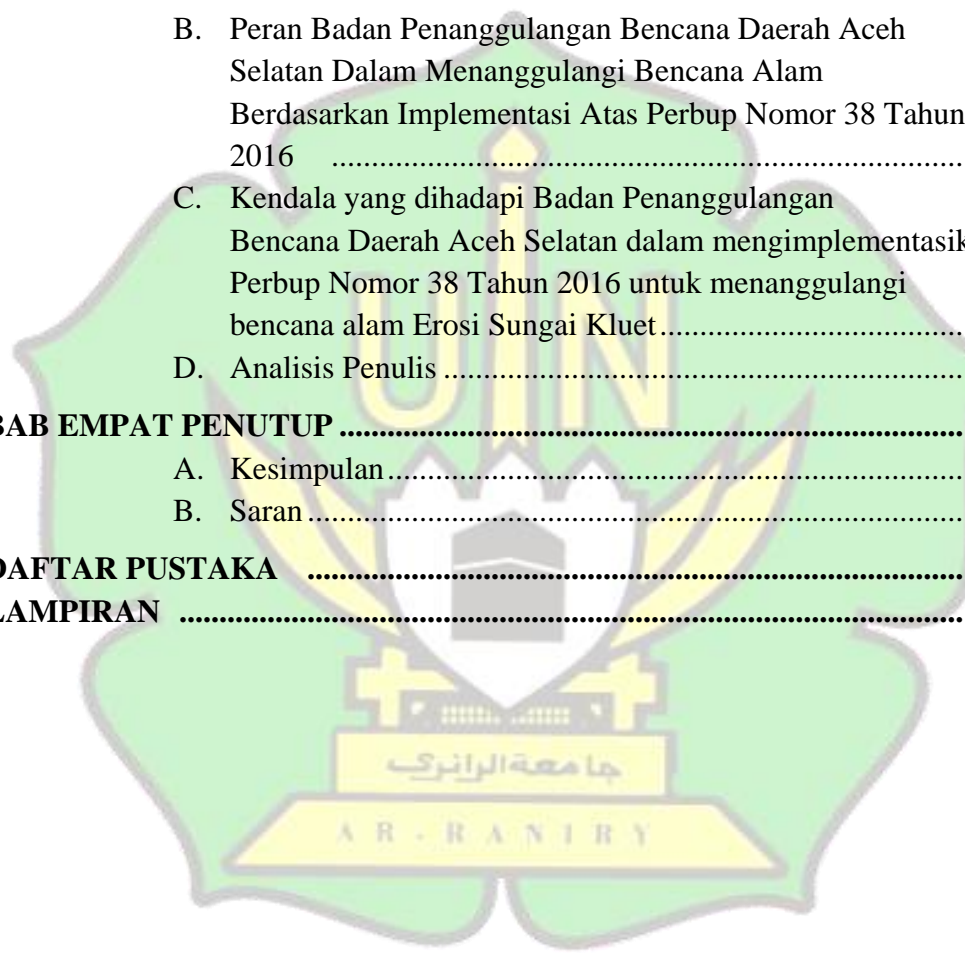 B. Peran Badan Penanggulangan Bencana Daerah Aceh
Selatan Dalam Menanggulangi Bencana Alam
Berdasarkan Implementasi Atas Perbup Nomor 38 Tahun
2016 ........................................................................
C. Kendala yang dihadapi Badan Penanggulangan
Bencana Daerah Aceh Selatan dalam mengimplementasik
Perbup Nomor 38 Tahun 2016 untuk menanggulangi
bencana alam Erosi Sungai Kluet...................................
D. Analisis Penulis ............................................................
BAB EMPAT PENUTUP .......................................................................
A. Kesimpulan...................................................................
B. Saran .............................................................................
DAFTAR PUSTAKA .........................................................................
LAMPIRAN .......................................................................................
UIN
جامعة الرانري
AR-RANIRY